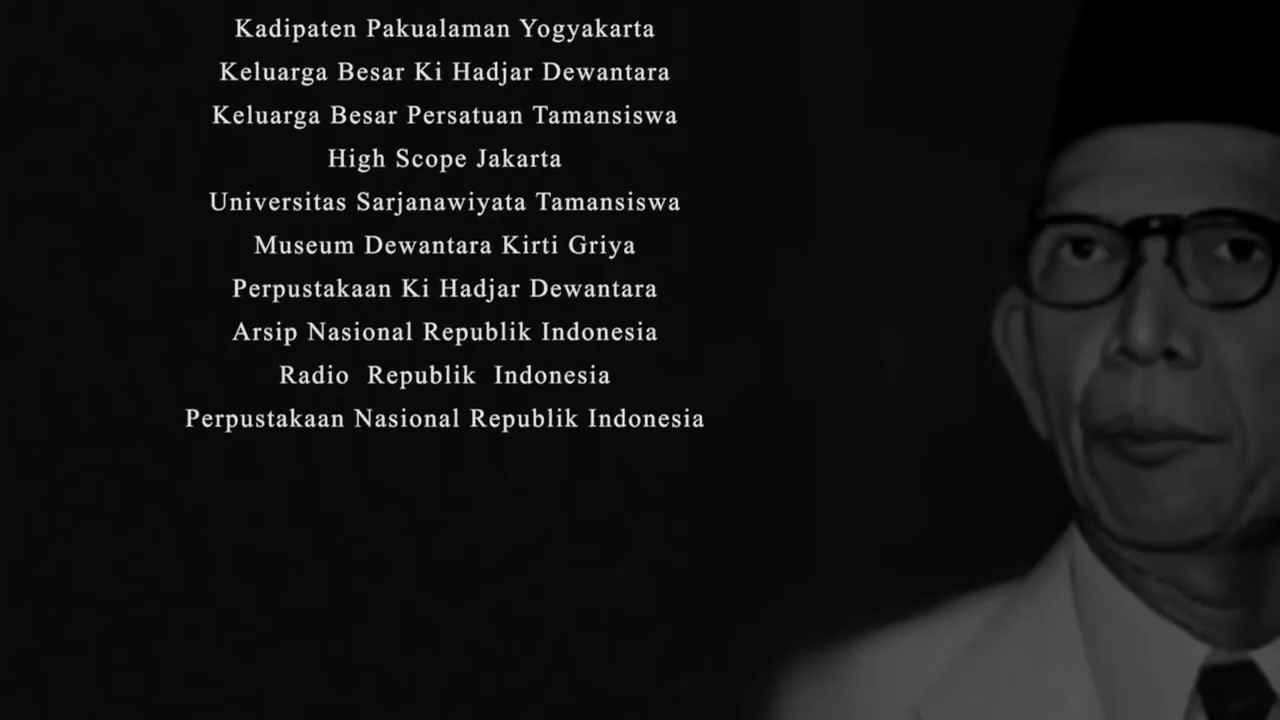 Kadipaten Pakualaman Yogyakarta
Keluarga Besar Ki Hadjar Dewantara
Keluarga Besar Persatuan Tamansiswa
High Scope Jakarta
Universitas Sarjanawiyata Tamansiswa
Museum Dewantara Kirti Griya
Perpustakaan Ki Hadjar Dewantara
Arsip Nasional Republik Indonesia
Radio Republik Indonesia
Perpustakaan Nasional Republik Indonesia